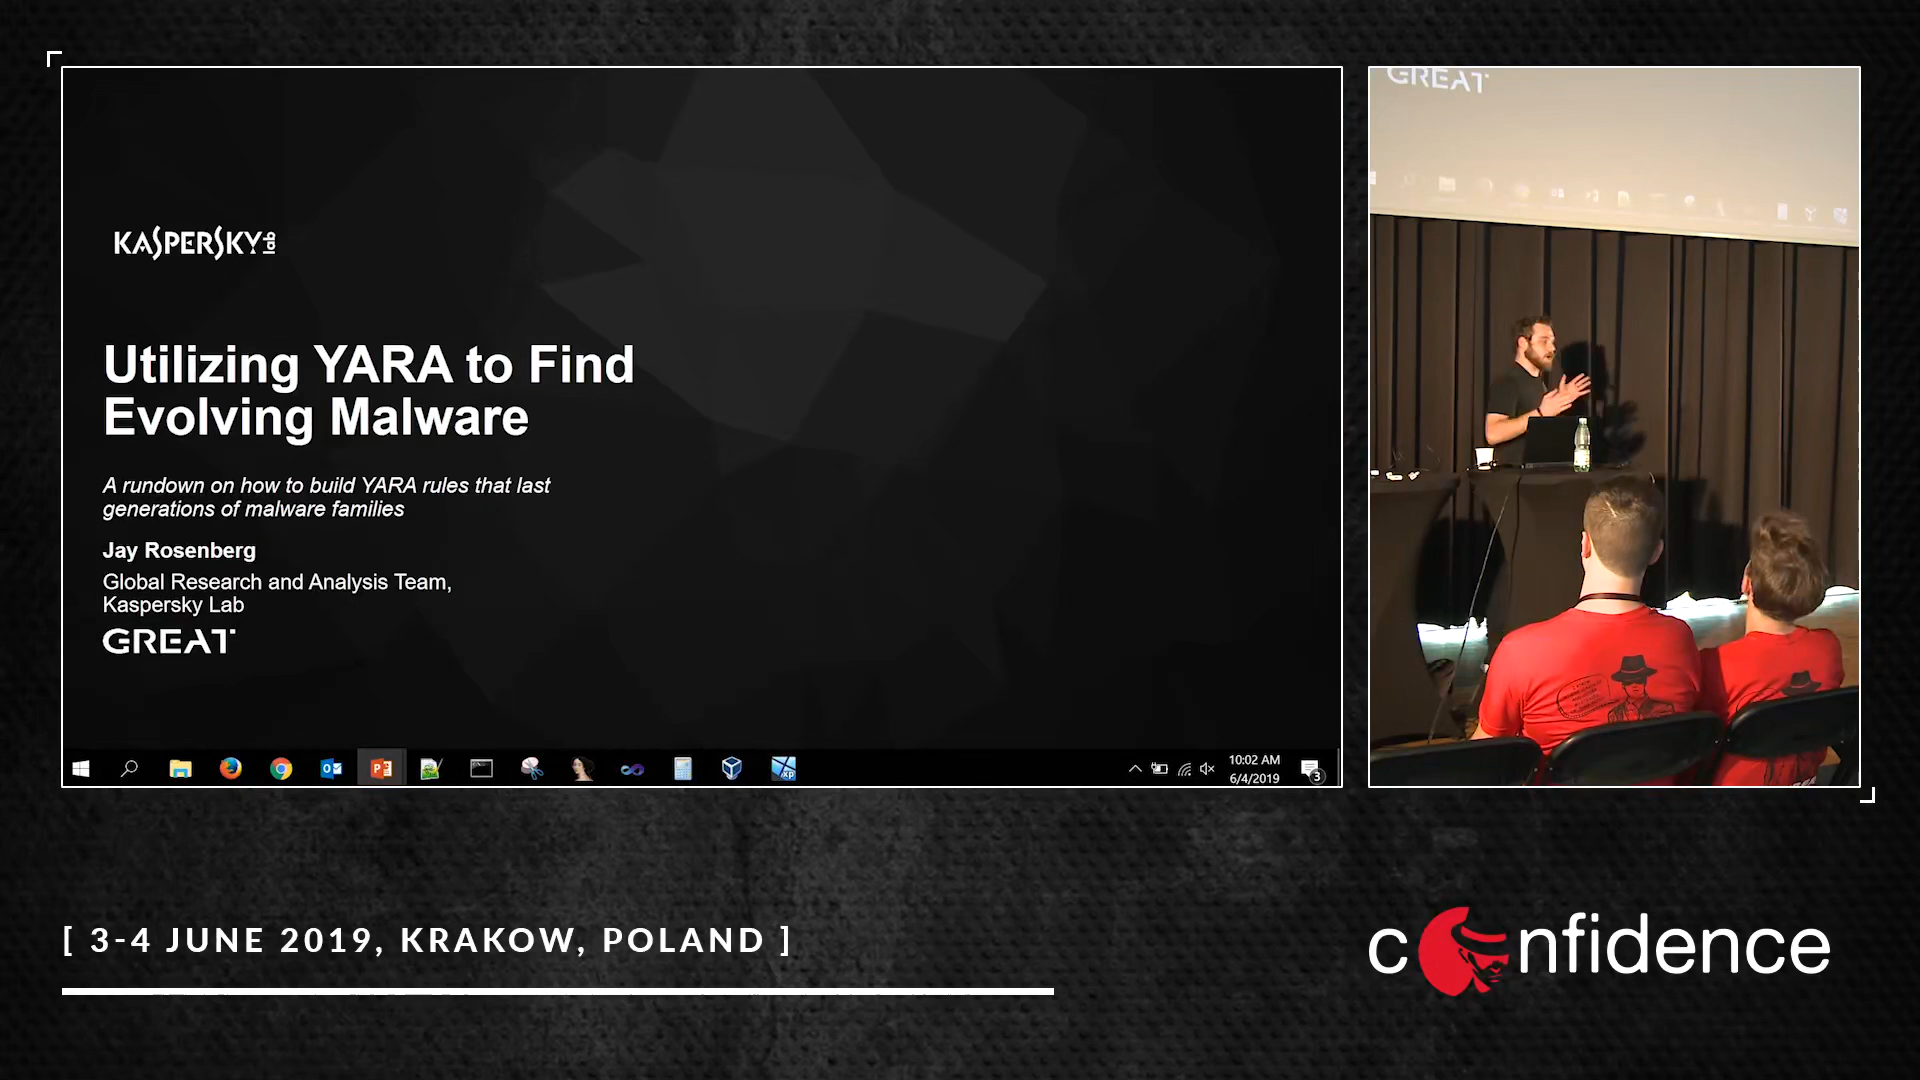 KASPERSKY lab
Utilizing YARA to Find
Evolving Malware
A rundown on how to build YARA rules that last
generations of malware families
Jay Rosenberg
Global Research and Analysis Team,
Kaspersky Lab
GREAT
10:02 AM
6/4/2019
3
GREAT
[ 3-4 JUNE 2019, KRAKOW, POLAND ]
confidence